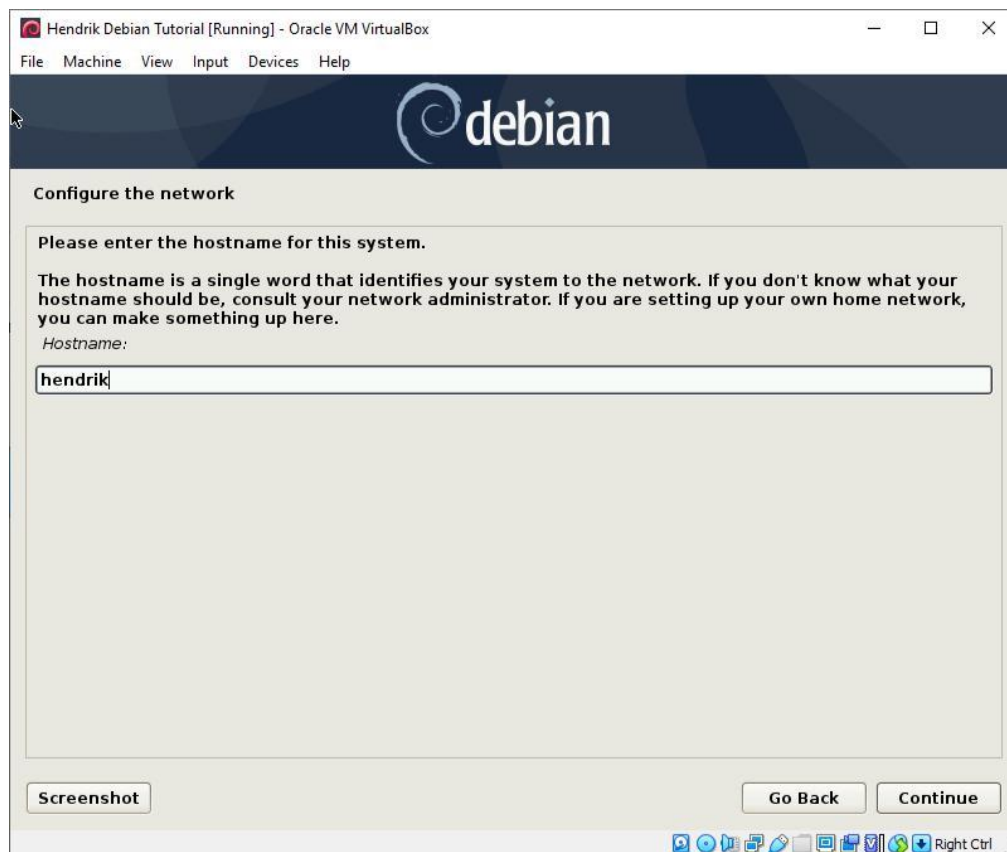 Hendrik Debian Tutorial [Running] - Oracle VM VirtualBox
File Machine View Input Devices Help
debian
Configure the network
Please enter the hostname for this system.
The hostname is a single word that identifies your system to the network. If you don't know what your
hostname should be, consult your network administrator. If you are setting up your own home network,
you can make something up here.
Hostname:
hendrik
Screenshot Go Back Continue
Right Ctrl